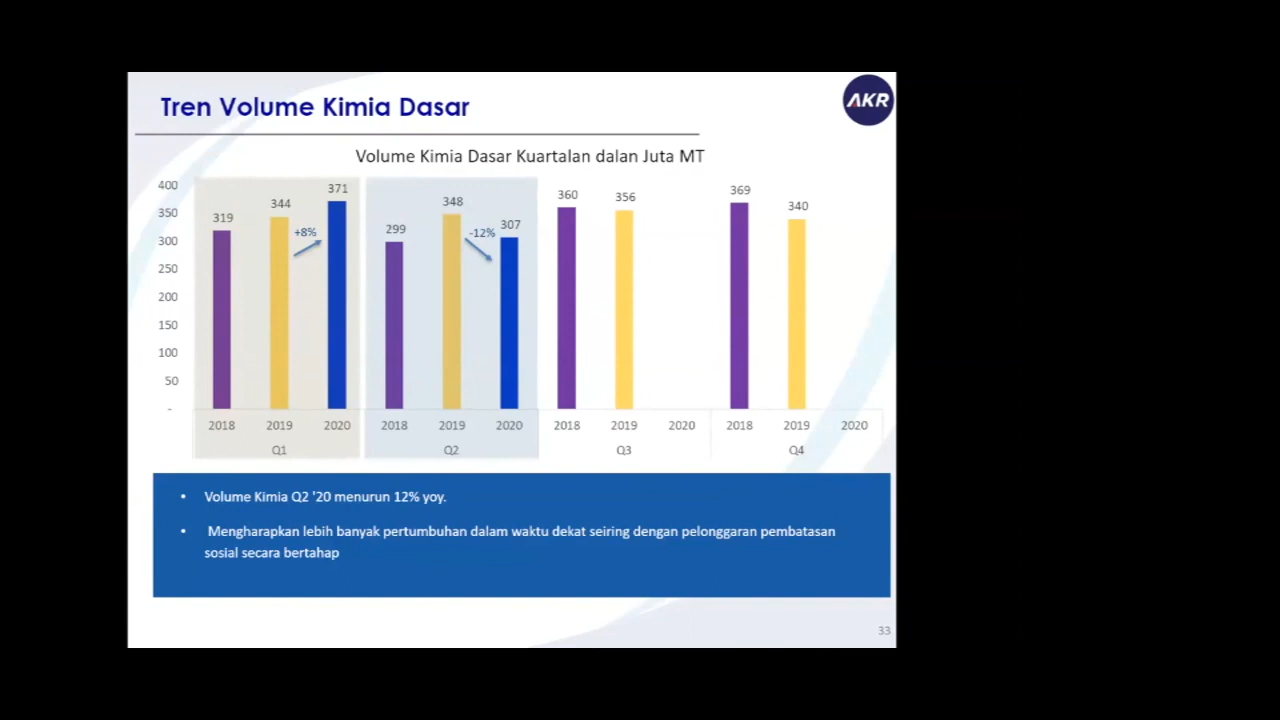 Tren Volume Kimia Dasar
AKR
Volume Kimia Dasar Kuartalan dalan Juta MT
400
350
300
250
200
150
100
50
-
319
344
371
+8%
299
348
307
-12%
360
356
369
340
2018 2019 2020 2018 2019 2020 2018 2019 2020 2018 2019 2020
Q1 Q2 Q3 Q4
• Volume Kimia Q2 '20 menurun 12% yoy.
• Mengharapkan lebih banyak pertumbuhan dalam waktu dekat seiring dengan pelonggaran pembatasan
sosial secara bertahap
33